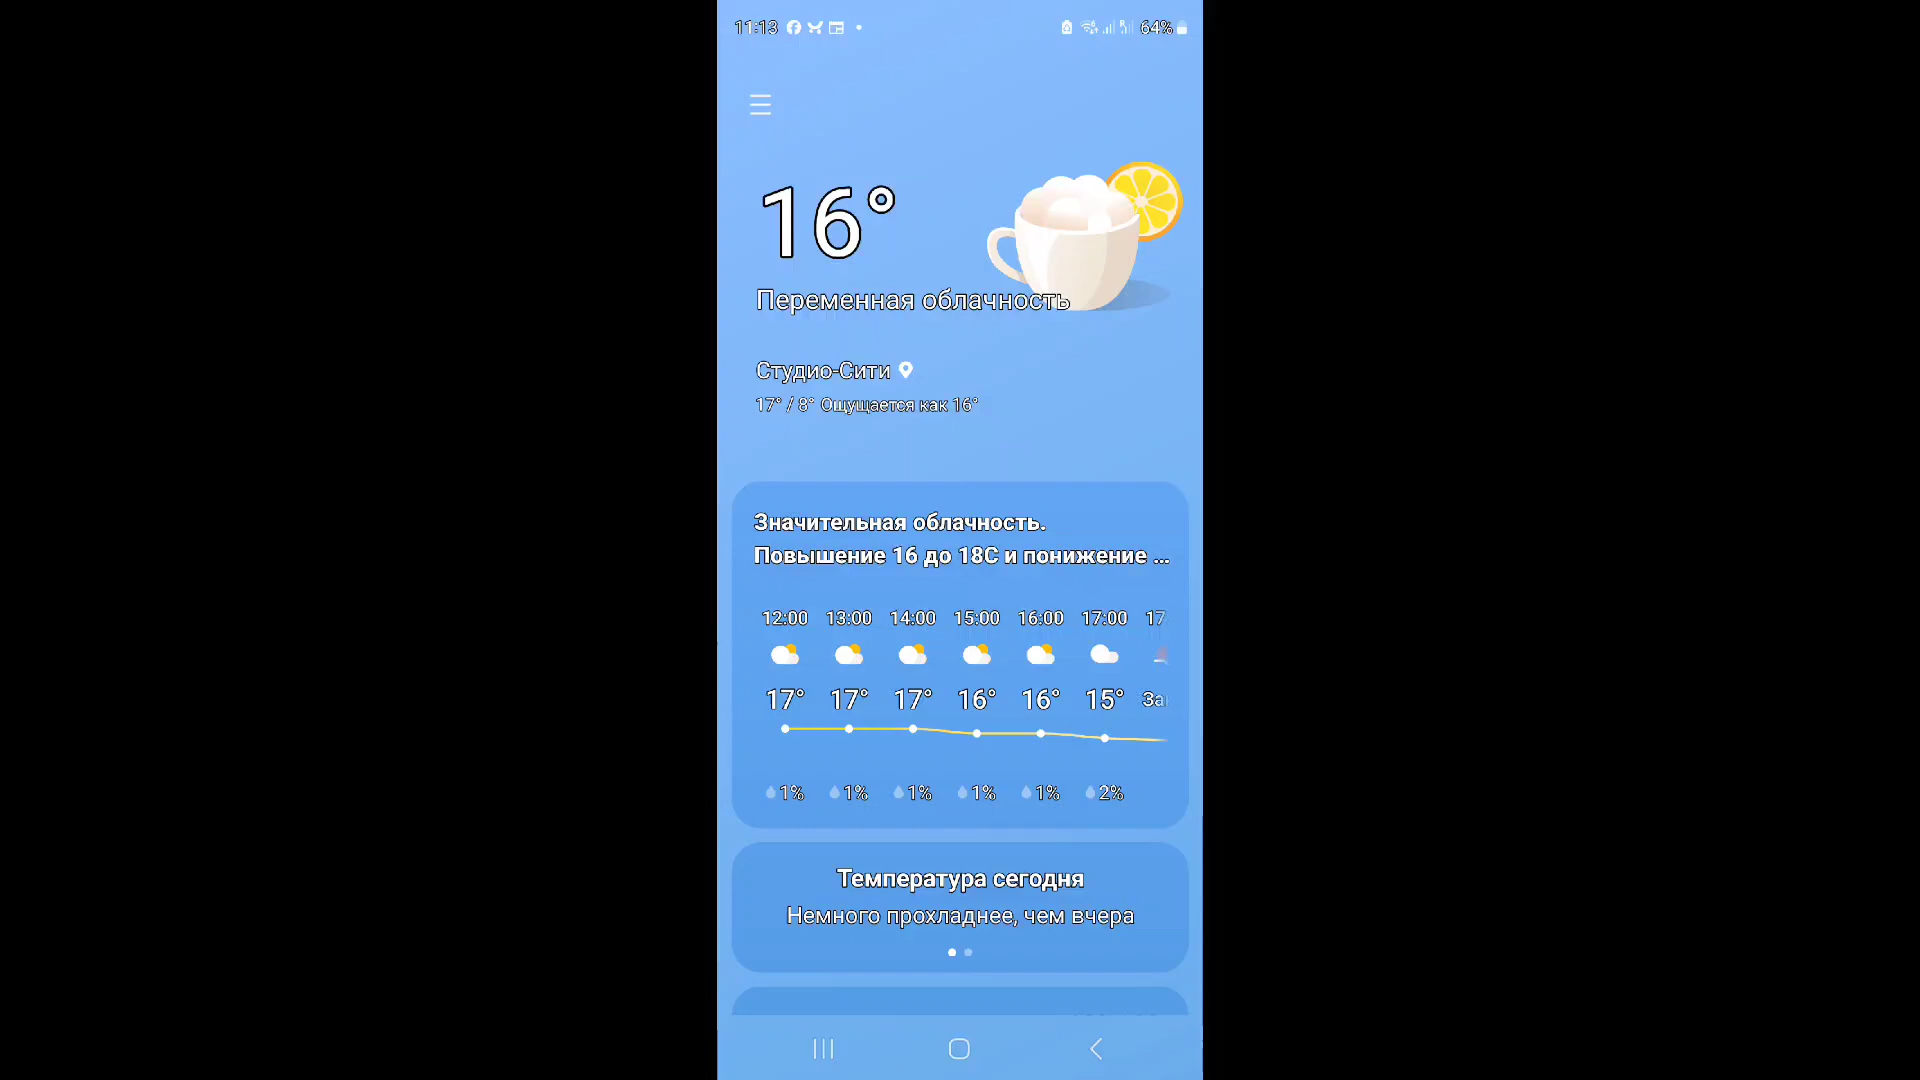 11:13 64%
16°
Переменная облачность
Студио-Сити
17° / 8° Ощущается как 16°
Значительная облачность.
Повышение 16 до 18С и понижение ...
12:00 13:00 14:00 15:00 16:00 17:00 17
17° 17° 17° 16° 16° 15° За
1% 1% 1% 1% 1% 2%
Температура сегодня
Немного прохладнее, чем вчера